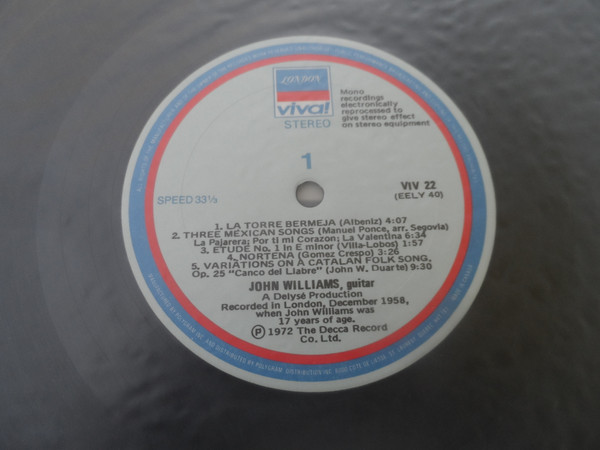 LONDON
viva!
STEREO
Mono
recordings
electronically
reprocessed to
give stereo effect
on stereo equipment
1
SPEED 33⅓
VIV 22
(EELY 40)
1. LA TORRE BERMEJA (Albeniz) 4:07
2. THREE MEXICAN SONGS (Manuel Ponce, arr. Segovia)
La Pajarera; Por ti mi Corazon; La Valentina 6:34
3. ETUDE No. 1 in E minor (Villa-Lobos) 1:57
4. NORTENA (Gomez Crespo) 3:26
5. VARIATIONS ON A CATALAN FOLK SONG,
Op. 25 "Canco del Llabre" (John W. Duarte) 9:30
JOHN WILLIAMS, guitar
A Delysé Production
Recorded in London, December 1958,
when John Williams was
17 years of age.
Ⓟ 1972 The Decca Record
Co. Ltd.